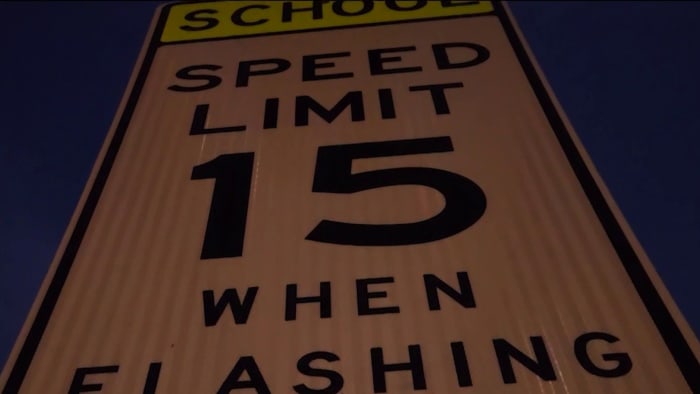 SCHOOL
SPEED
LIMIT
15
WHEN
FLASHING